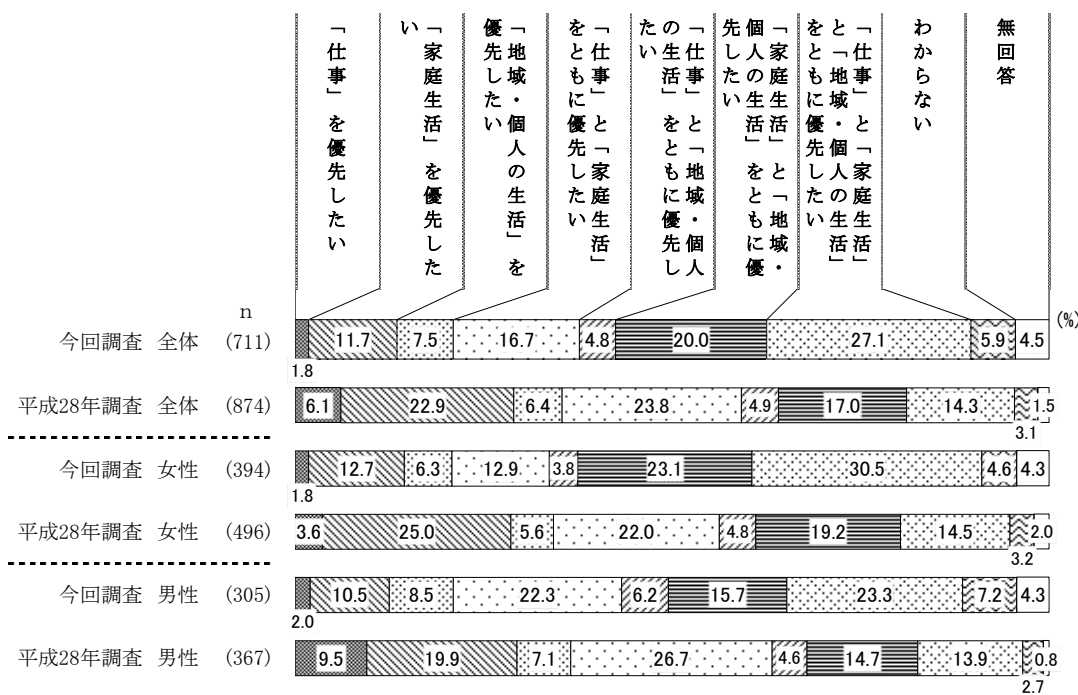 「仕事」を優先したい
「家庭生活」を優先した
い
「地域・個人の生活」を
優先したい
「仕事」と「家庭生活」
をともに優先したい
「仕事」と「地域・個人
の生活」をともに優先し
たい
「家庭生活」と「地域・
個人の生活」をともに優
先したい
「仕事」と「家庭生活」
と「地域・個人の生活」
をともに優先したい
わからない
無回答
n
(%)
今回調査 全体 (711) 1.8 11.7 7.5 16.7 4.8 20.0 27.1 5.9 4.5
平成28年調査 全体 (874) 6.1 22.9 6.4 23.8 4.9 17.0 14.3 3.1 1.5
今回調査 女性 (394) 1.8 12.7 6.3 12.9 3.8 23.1 30.5 4.6 4.3
平成28年調査 女性 (496) 3.6 25.0 5.6 22.0 4.8 19.2 14.5 3.2 2.0
今回調査 男性 (305) 2.0 10.5 8.5 22.3 6.2 15.7 23.3 7.2 4.3
平成28年調査 男性 (367) 9.5 19.9 7.1 26.7 4.6 14.7 13.9 2.7 0.8